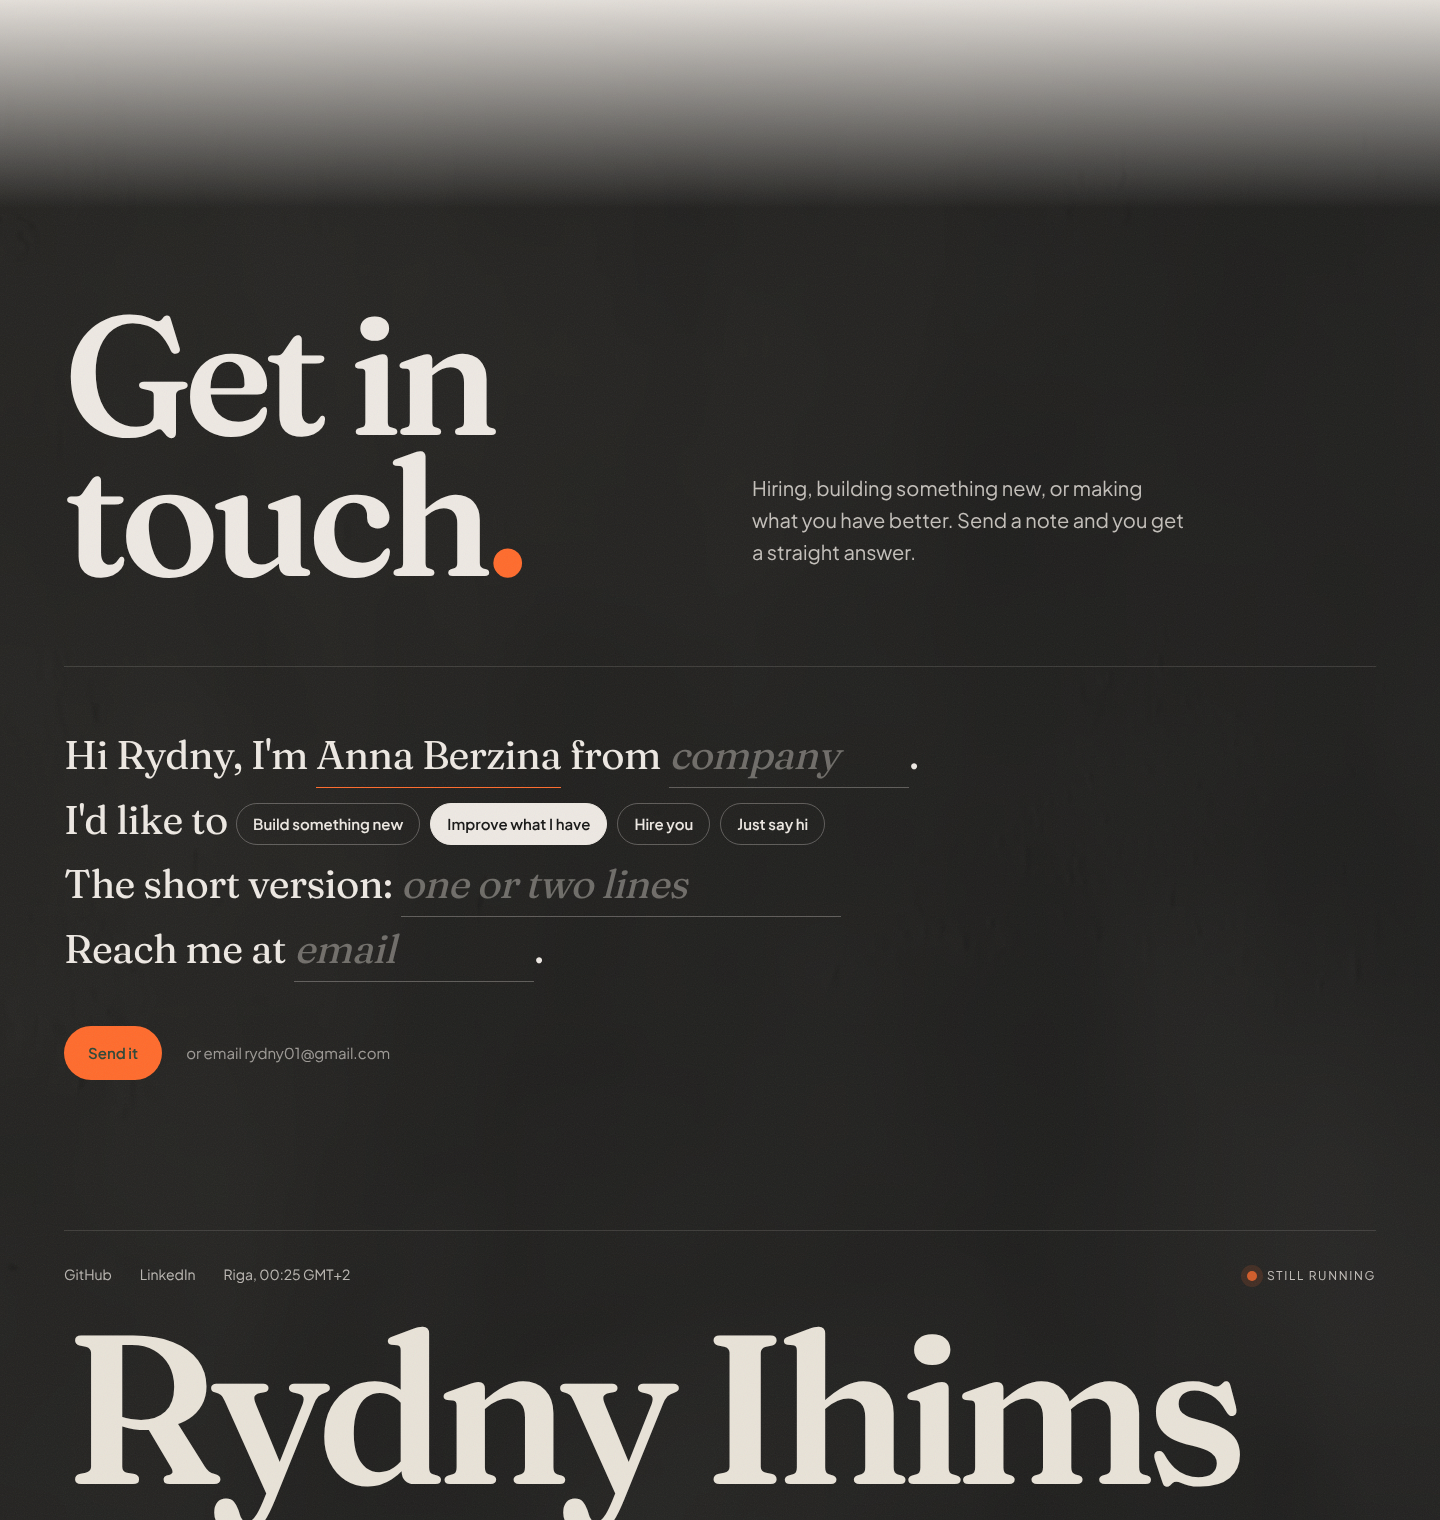 Get in
touch.
Hiring, building something new, or making
what you have better. Send a note and you get
a straight answer.
Hi Rydny, I'm Anna Berzina from company.
I'd like to Build something new Improve what I have Hire you Just say hi
The short version: one or two lines
Reach me at email.
Send it or email rydny01@gmail.com
GitHub LinkedIn Riga, 00:25 GMT+2 STILL RUNNING
Rydny Ihims